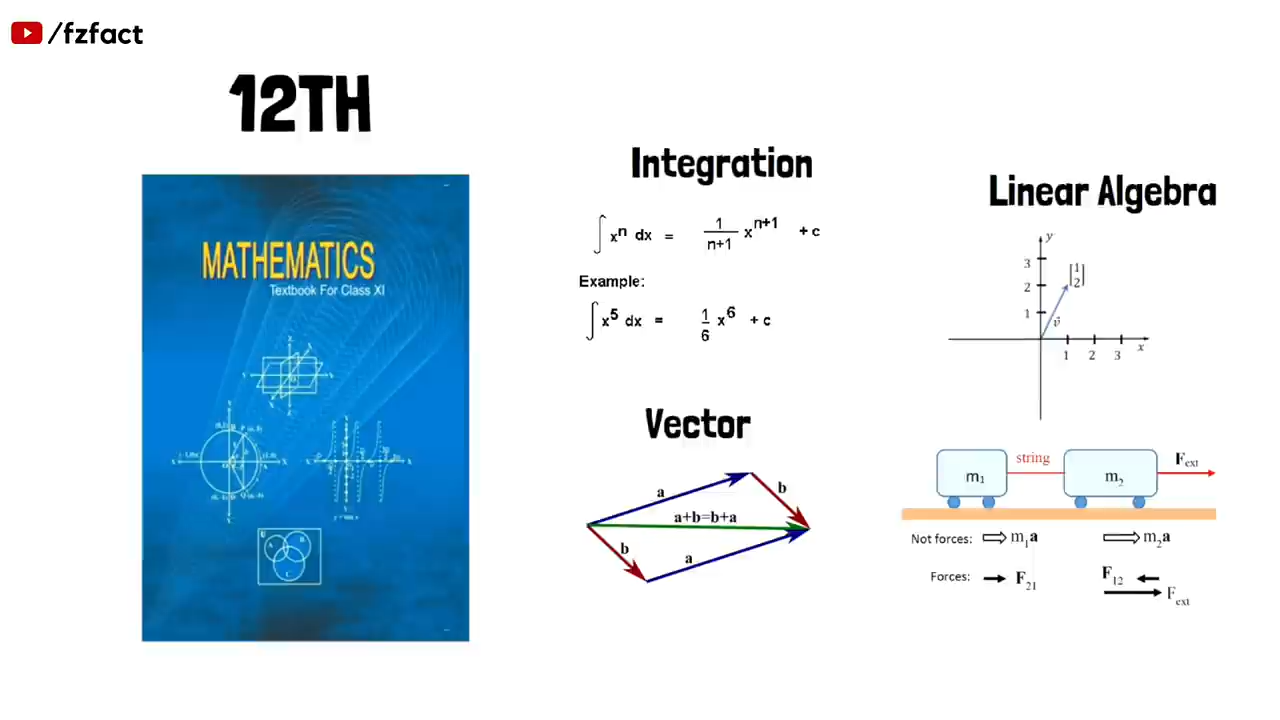 /fzfact
12TH
MATHEMATICS
Textbook For Class XI
Integration
∫ xⁿ dx = 1/n+1 xⁿ⁺¹ + c
Example:
∫ x⁵ dx = 1/6 x⁶ + c
Vector
a
b
a+b=b+a
b
a
Linear Algebra
y
3
2
1
[1 2]
v⃗
1 2 3
x
m₁
string
m₂
F_ext
Not forces: m₁a m₂a
Forces: F₂₁ F₁₂
F_ext